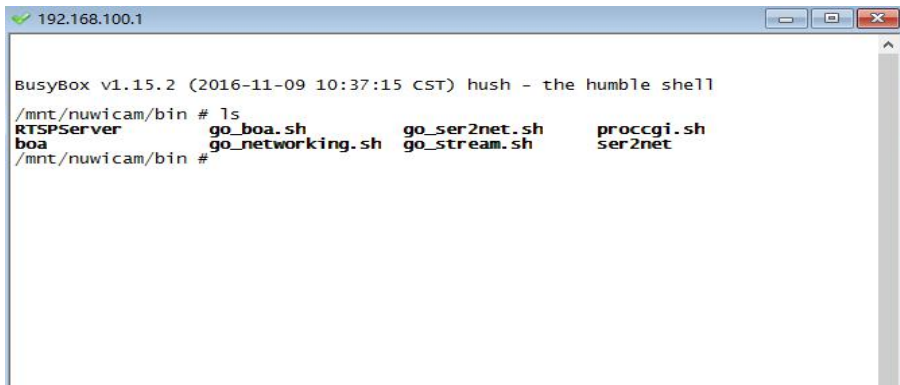 192.168.100.1
BusyBox v1.15.2 (2016-11-09 10:37:15 CST) hush - the humble shell
/mnt/nuwicam/bin # ls
RTSPServer go_boa.sh go_ser2net.sh proccgi.sh
boa go_networking.sh go_stream.sh ser2net
/mnt/nuwicam/bin #